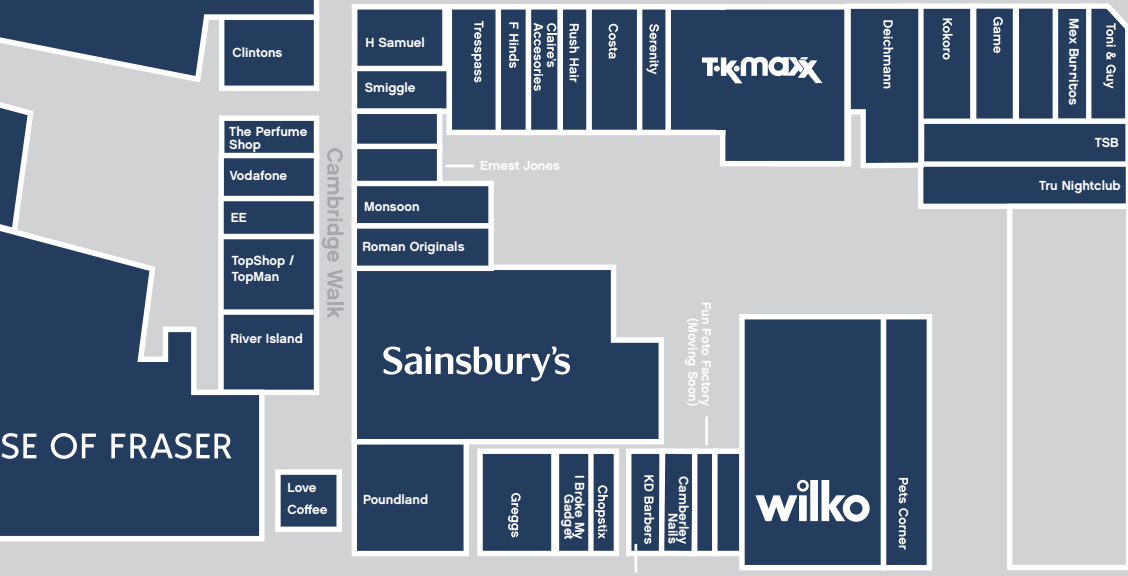 Clintons
The Perfume
Shop
Vodafone
EE
TopShop /
TopMan
River Island
SE OF FRASER
Love
Coffee
Cambridge Walk
H Samuel
Smiggle
Ernest Jones
Monsoon
Roman Originals
Sainsbury's
Poundland
Tresspass
F Hinds
Claire's
Accesories
Rush Hair
Costa
Serenity
T·K·maxx
Deichmann
Kokoro
Game
Mex Burritos
Toni & Guy
TSB
Tru Nightclub
Greggs
I Broke My
Gadget
Chopstix
KD Barbers
Camberley
Nails
Fun Foto Factory
(Moving Soon)
wilko
Pets Corner